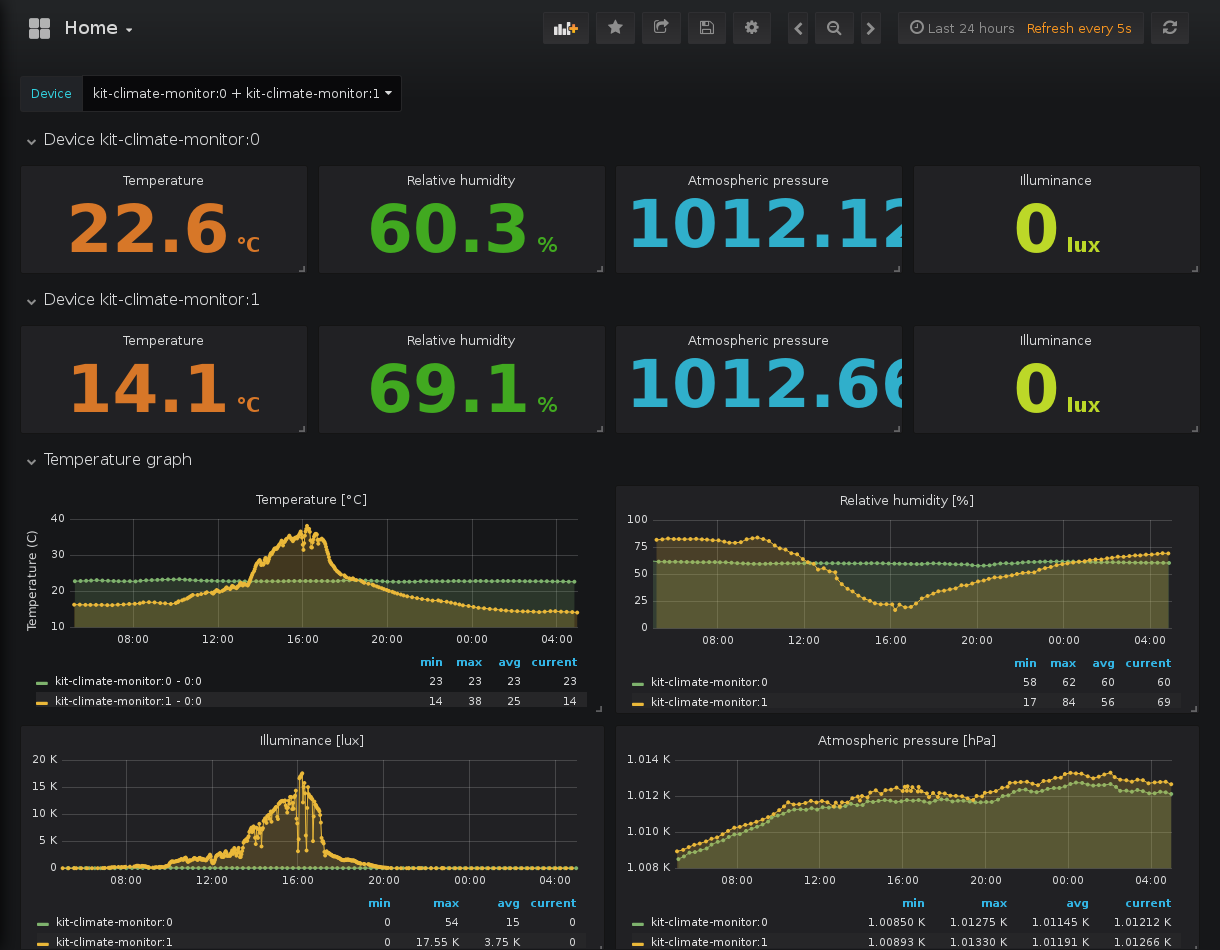 Home
Last 24 hours Refresh every 5s
Device kit-climate-monitor:0 + kit-climate-monitor:1
Device kit-climate-monitor:0
Temperature Relative humidity Atmospheric pressure Illuminance
22.6 °C 60.3 % 1012.12 0 lux
Device kit-climate-monitor:1
Temperature Relative humidity Atmospheric pressure Illuminance
14.1 °C 69.1 % 1012.66 0 lux
Temperature graph
Temperature [°C]
Temperature (C)
40
30
20
10
08:00 12:00 16:00 20:00 00:00 04:00
min max avg current
kit-climate-monitor:0 - 0:0 23 23 23 23
kit-climate-monitor:1 - 0:0 14 38 25 14
Relative humidity [%]
100
75
50
25
0
08:00 12:00 16:00 20:00 00:00 04:00
min max avg current
kit-climate-monitor:0 58 62 60 60
kit-climate-monitor:1 17 84 56 69
Illuminance [lux]
20 K
15 K
10 K
5 K
0
08:00 12:00 16:00 20:00 00:00 04:00
min max avg current
kit-climate-monitor:0 0 54 15 0
kit-climate-monitor:1 0 17.55 K 3.75 K 0
Atmospheric pressure [hPa]
1.014 K
1.012 K
1.010 K
1.008 K
08:00 12:00 16:00 20:00 00:00 04:00
min max avg current
kit-climate-monitor:0 1.00850 K 1.01275 K 1.01145 K 1.01212 K
kit-climate-monitor:1 1.00893 K 1.01330 K 1.01191 K 1.01266 K